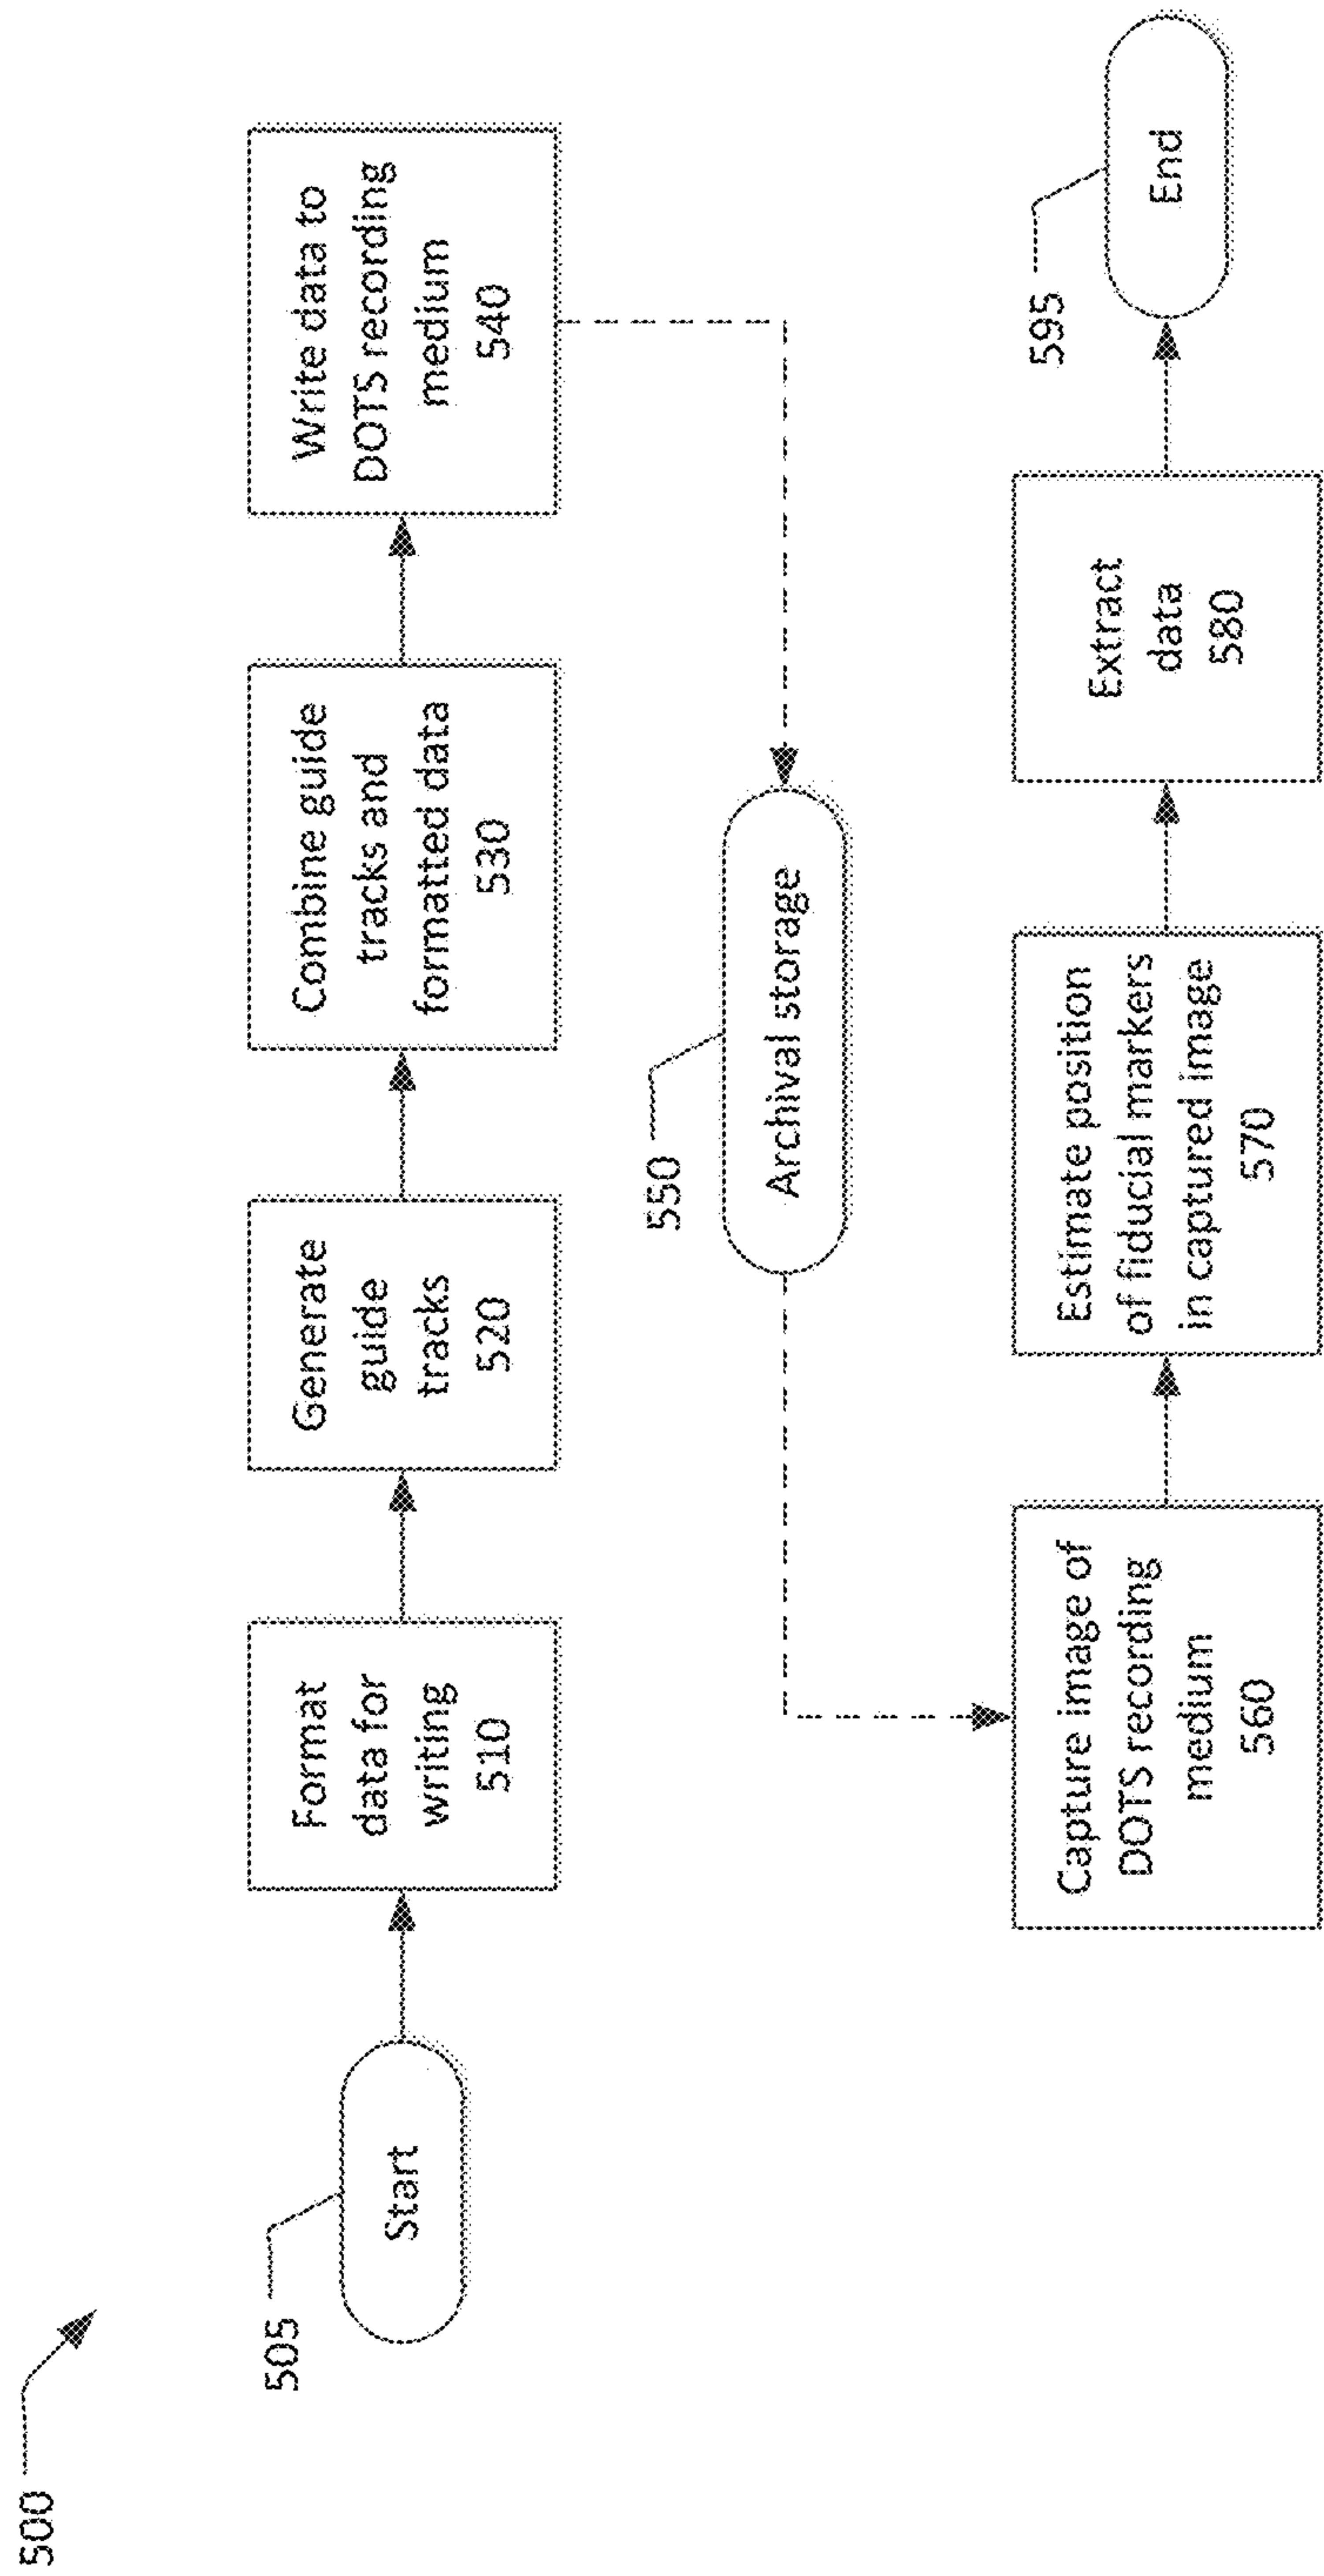 500
505
Start
Format
data for
writing
510
Generate
guide
tracks
520
Combine guide
tracks and
formatted data
530
Write data to
DOTS recording
medium
540
550
Archival storage
Capture image of
DOTS recording
medium
560
Estimate position
of fiducial markers
in captured image
570
Extract
data
580
595
End